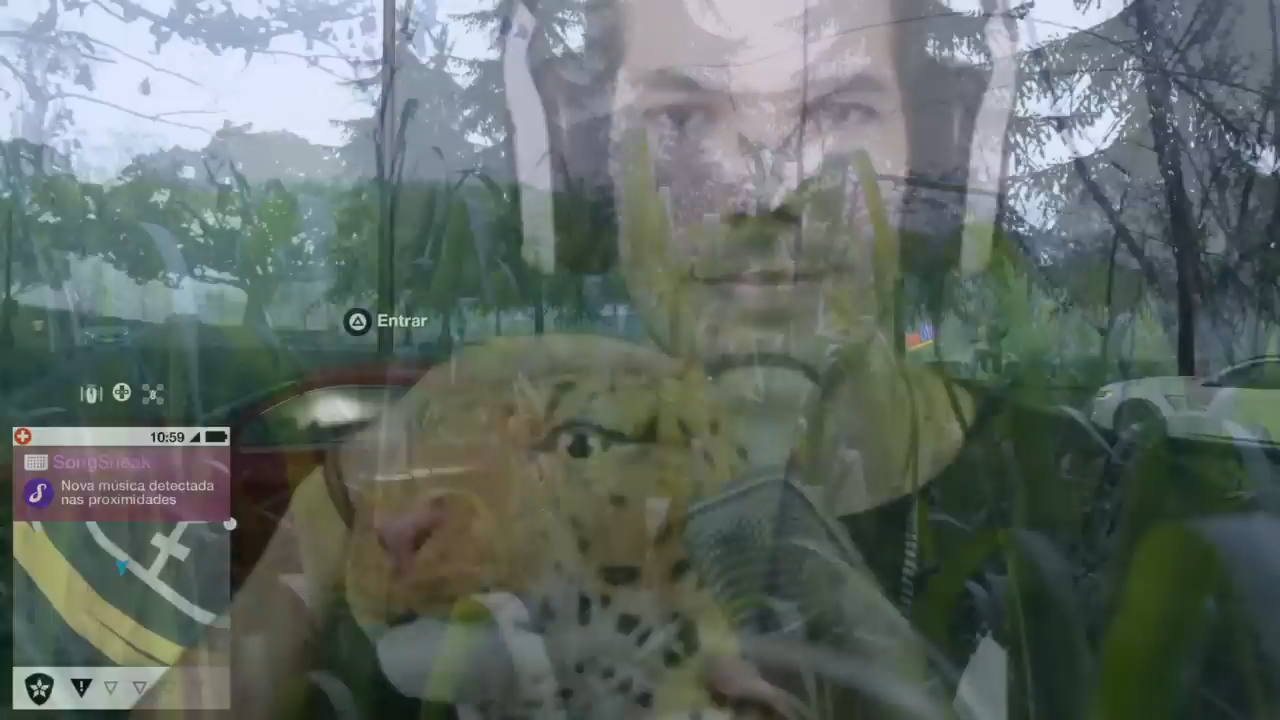 Entrar
10:59
SongSneak
Nova música detectada
nas proximidades